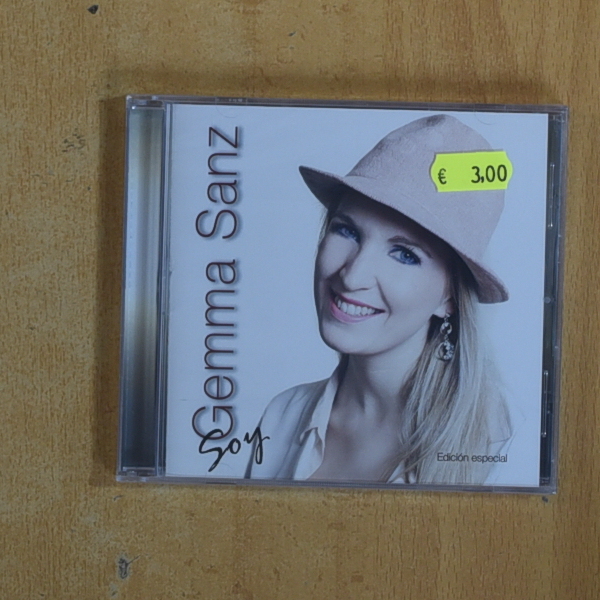 Gemma Sanz
Soy
€ 3,00
Edición especial